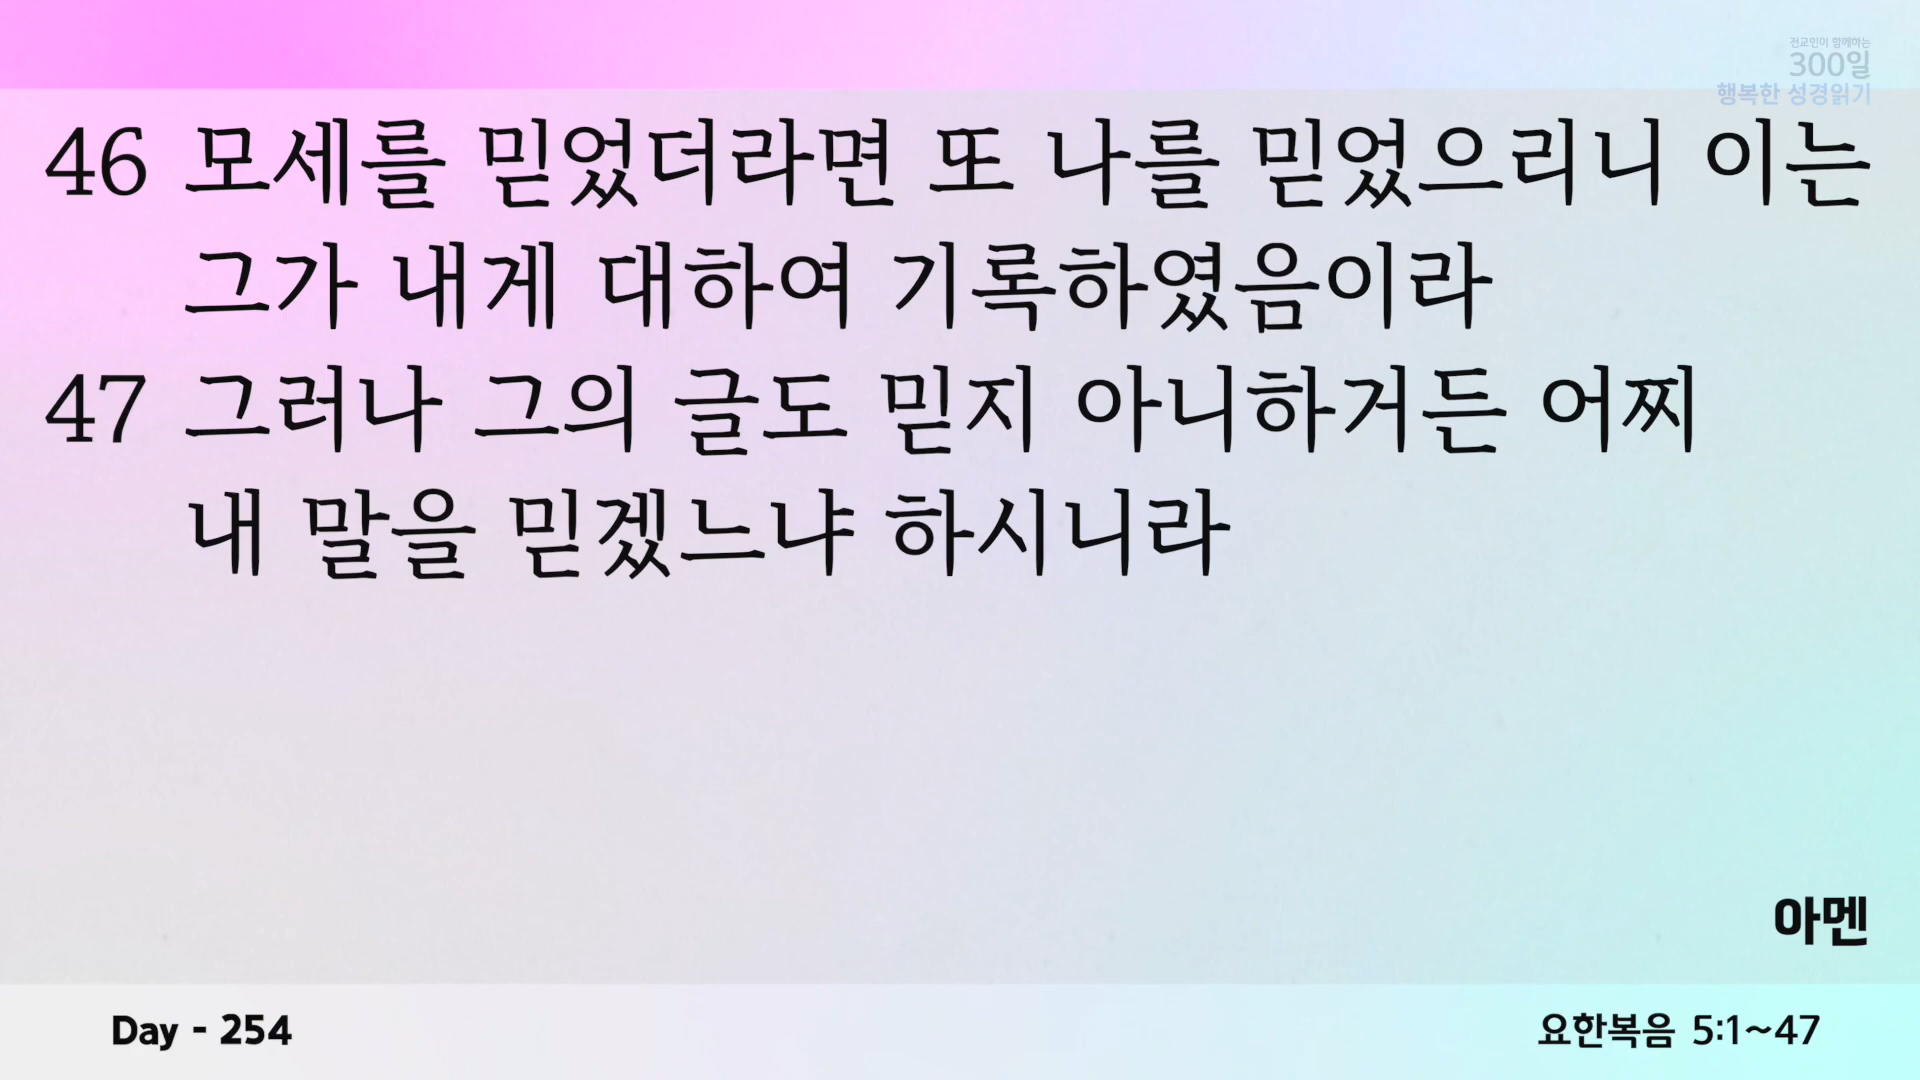 전교인이 함께하는
300일
행복한 성경읽기
46 모세를 믿었더라면 또 나를 믿었으리니 이는
그가 내게 대하여 기록하였음이라
47 그러나 그의 글도 믿지 아니하거든 어찌
내 말을 믿겠느냐 하시니라
아멘
Day - 254
요한복음 5:1~47